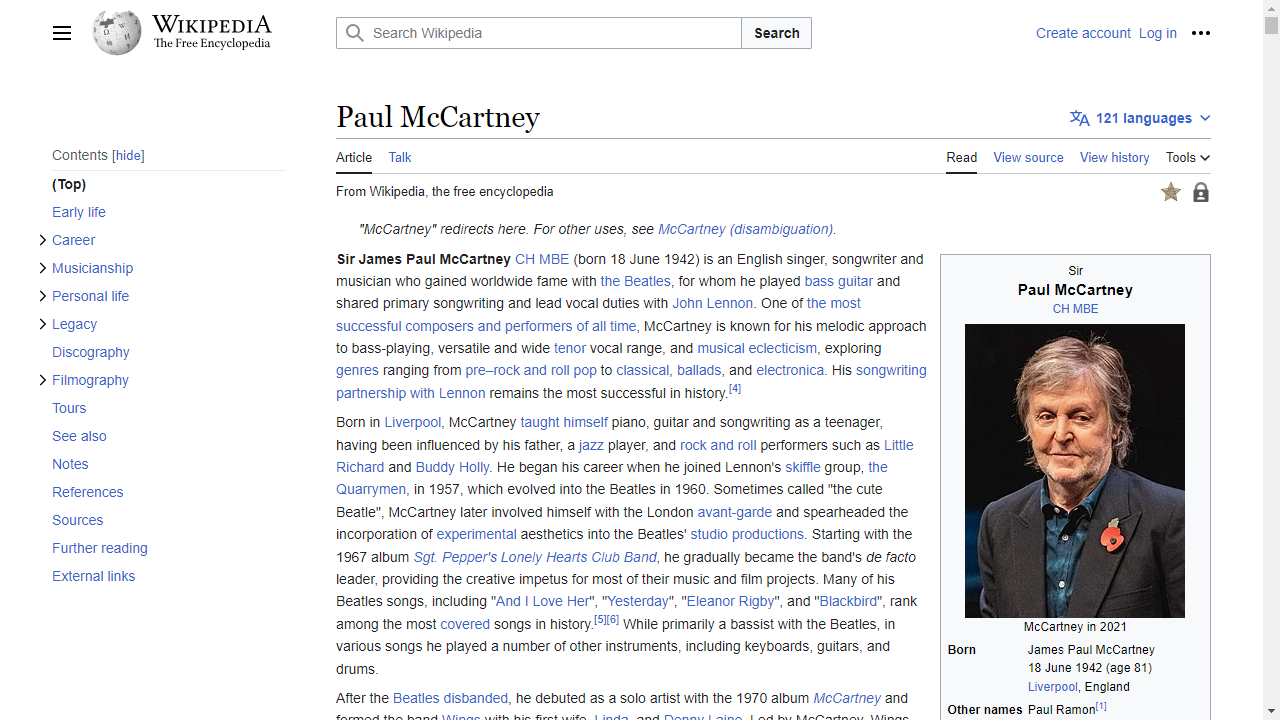 WIKIPEDIA
The Free Encyclopedia
Search Wikipedia
Search
Create account Log in
Paul McCartney
121 languages
Contents [hide]
(Top)
Early life
Career
Musicianship
Personal life
Legacy
Discography
Filmography
Tours
See also
Notes
References
Sources
Further reading
External links
Article Talk
Read View source View history Tools
From Wikipedia, the free encyclopedia
"McCartney" redirects here. For other uses, see McCartney (disambiguation).
Sir James Paul McCartney CH MBE (born 18 June 1942) is an English singer, songwriter and
musician who gained worldwide fame with the Beatles, for whom he played bass guitar and
shared primary songwriting and lead vocal duties with John Lennon. One of the most
successful composers and performers of all time, McCartney is known for his melodic approach
to bass-playing, versatile and wide tenor vocal range, and musical eclecticism, exploring
genres ranging from pre–rock and roll pop to classical, ballads, and electronica. His songwriting
partnership with Lennon remains the most successful in history.[4]
Born in Liverpool, McCartney taught himself piano, guitar and songwriting as a teenager,
having been influenced by his father, a jazz player, and rock and roll performers such as Little
Richard and Buddy Holly. He began his career when he joined Lennon's skiffle group, the
Quarrymen, in 1957, which evolved into the Beatles in 1960. Sometimes called "the cute
Beatle", McCartney later involved himself with the London avant-garde and spearheaded the
incorporation of experimental aesthetics into the Beatles' studio productions. Starting with the
1967 album Sgt. Pepper's Lonely Hearts Club Band, he gradually became the band's de facto
leader, providing the creative impetus for most of their music and film projects. Many of his
Beatles songs, including "And I Love Her", "Yesterday", "Eleanor Rigby", and "Blackbird", rank
among the most covered songs in history.[5][6] While primarily a bassist with the Beatles, in
various songs he played a number of other instruments, including keyboards, guitars, and
drums.
After the Beatles disbanded, he debuted as a solo artist with the 1970 album McCartney and
formed the band Wings with his first wife, Linda, and Denny Laine. Led by McCartney, Wings
Sir
Paul McCartney
CH MBE
McCartney in 2021
Born James Paul McCartney
18 June 1942 (age 81)
Liverpool, England
Other names Paul Ramon[1]